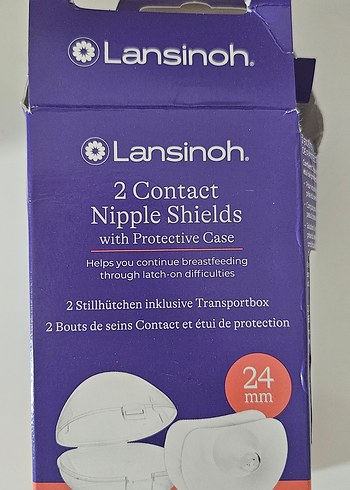 Lansinoh®
Lansinoh®
2 Contact
Nipple Shields
with Protective Case
Helps you continue breastfeeding
through latch-on difficulties
2 Stillhütchen inklusive Transportbox
2 Bouts de seins Contact et étui de protection
24
mm